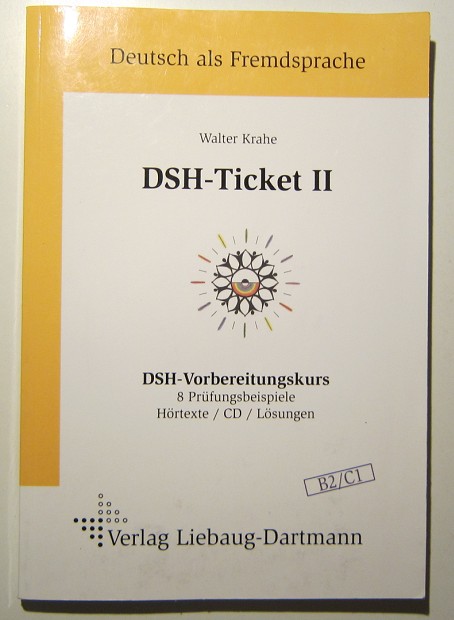 Deutsch als Fremdsprache
Walter Krahe
DSH-Ticket II
DSH-Vorbereitungskurs
8 Prüfungsbeispiele
Hörtexte / CD / Lösungen
B2/C1
Verlag Liebaug-Dartmann